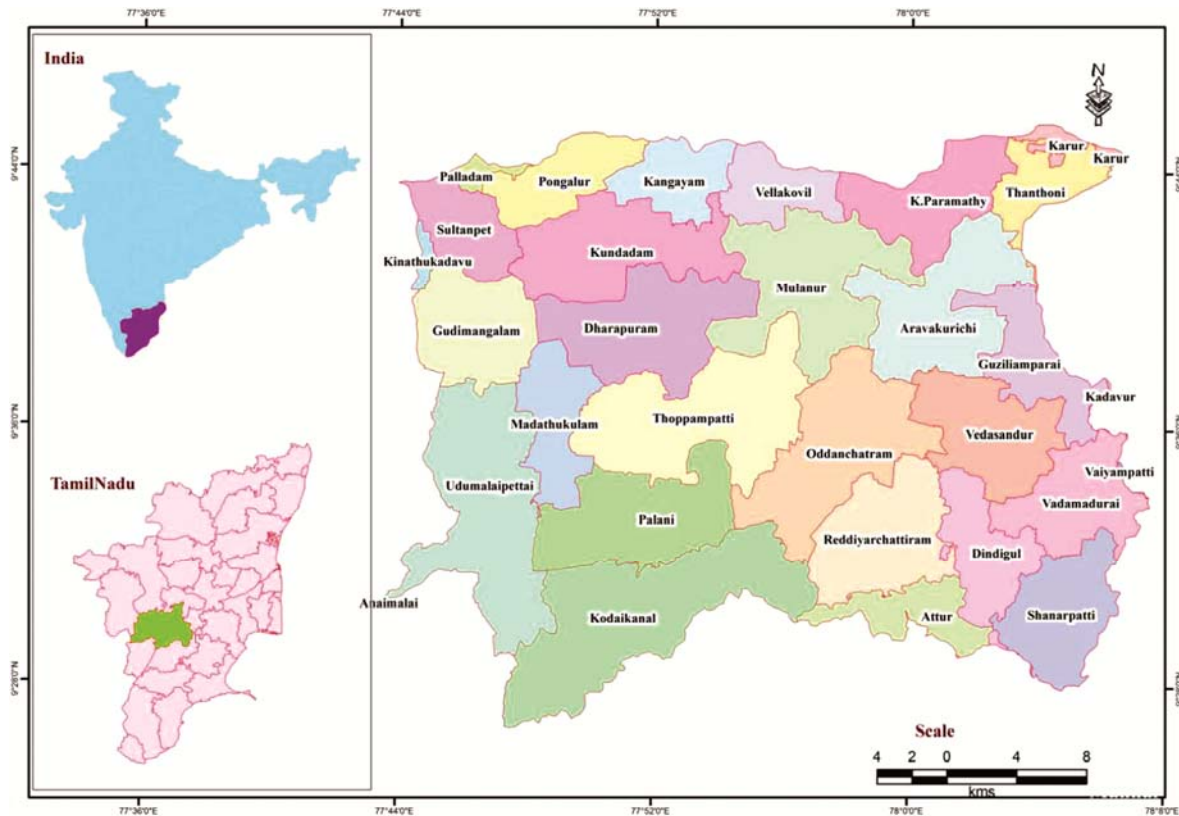 77°36'0"E
77°44'0"E
77°52'0"E
78°0'0"E
India
N
Karur
Karur
Palladam
Pongalur
Kangayam
Vellakovil
K.Paramathy
Thanthoni
Sultanpet
Kinathukadavu
Kundadam
Mulanur
Gudimangalam
Dharapuram
Aravakurichi
Guziliamparai
Kadavur
Madathukulam
Thoppampatti
Vedasandur
Oddanchatram
TamilNadu
Udumalaipettai
Vaiyampatti
Vadamadurai
Palani
Reddiyarchattiram
Dindigul
Anaimalai
Kodaikanal
Attur
Shanarpatti
9°28'0"N
Scale
4 2 0 4 8
kms
77°36'0"E
77°44'0"E
77°52'0"E
78°0'0"E
78°8'0"E